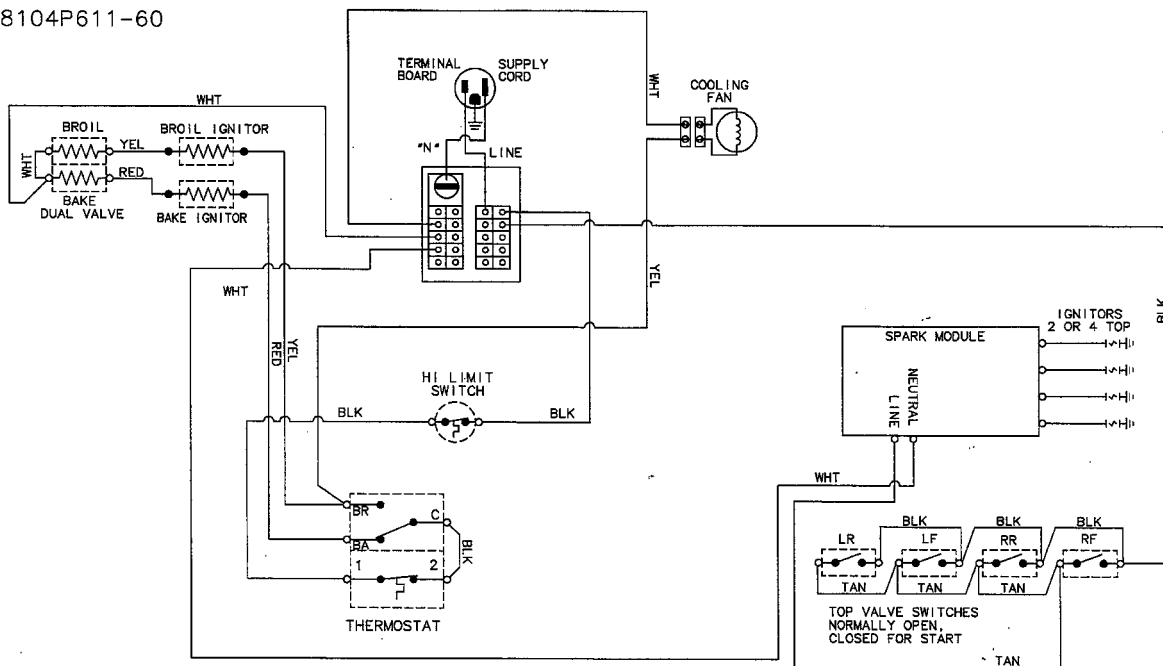 8104P611-60
TERMINAL
BOARD
SUPPLY
CORD
WHT
COOLING
FAN
WHT
BROIL
YEL
BROIL IGNITOR
"N"
LINE
WHT
RED
BAKE
DUAL VALVE
BAKE IGNITOR
YEL
WHT
IGNITORS
2 OR 4 TOP
SPARK MODULE
YEL
RED
HI LIMIT
SWITCH
NEUTRAL
LINE
BLK
BLK
WHT
BR
C
BLK
BLK
BLK
LR
LF
RR
RF
BA
BLK
1
2
TAN
TAN
TAN
THERMOSTAT
TOP VALVE SWITCHES
NORMALLY OPEN,
CLOSED FOR START
TAN